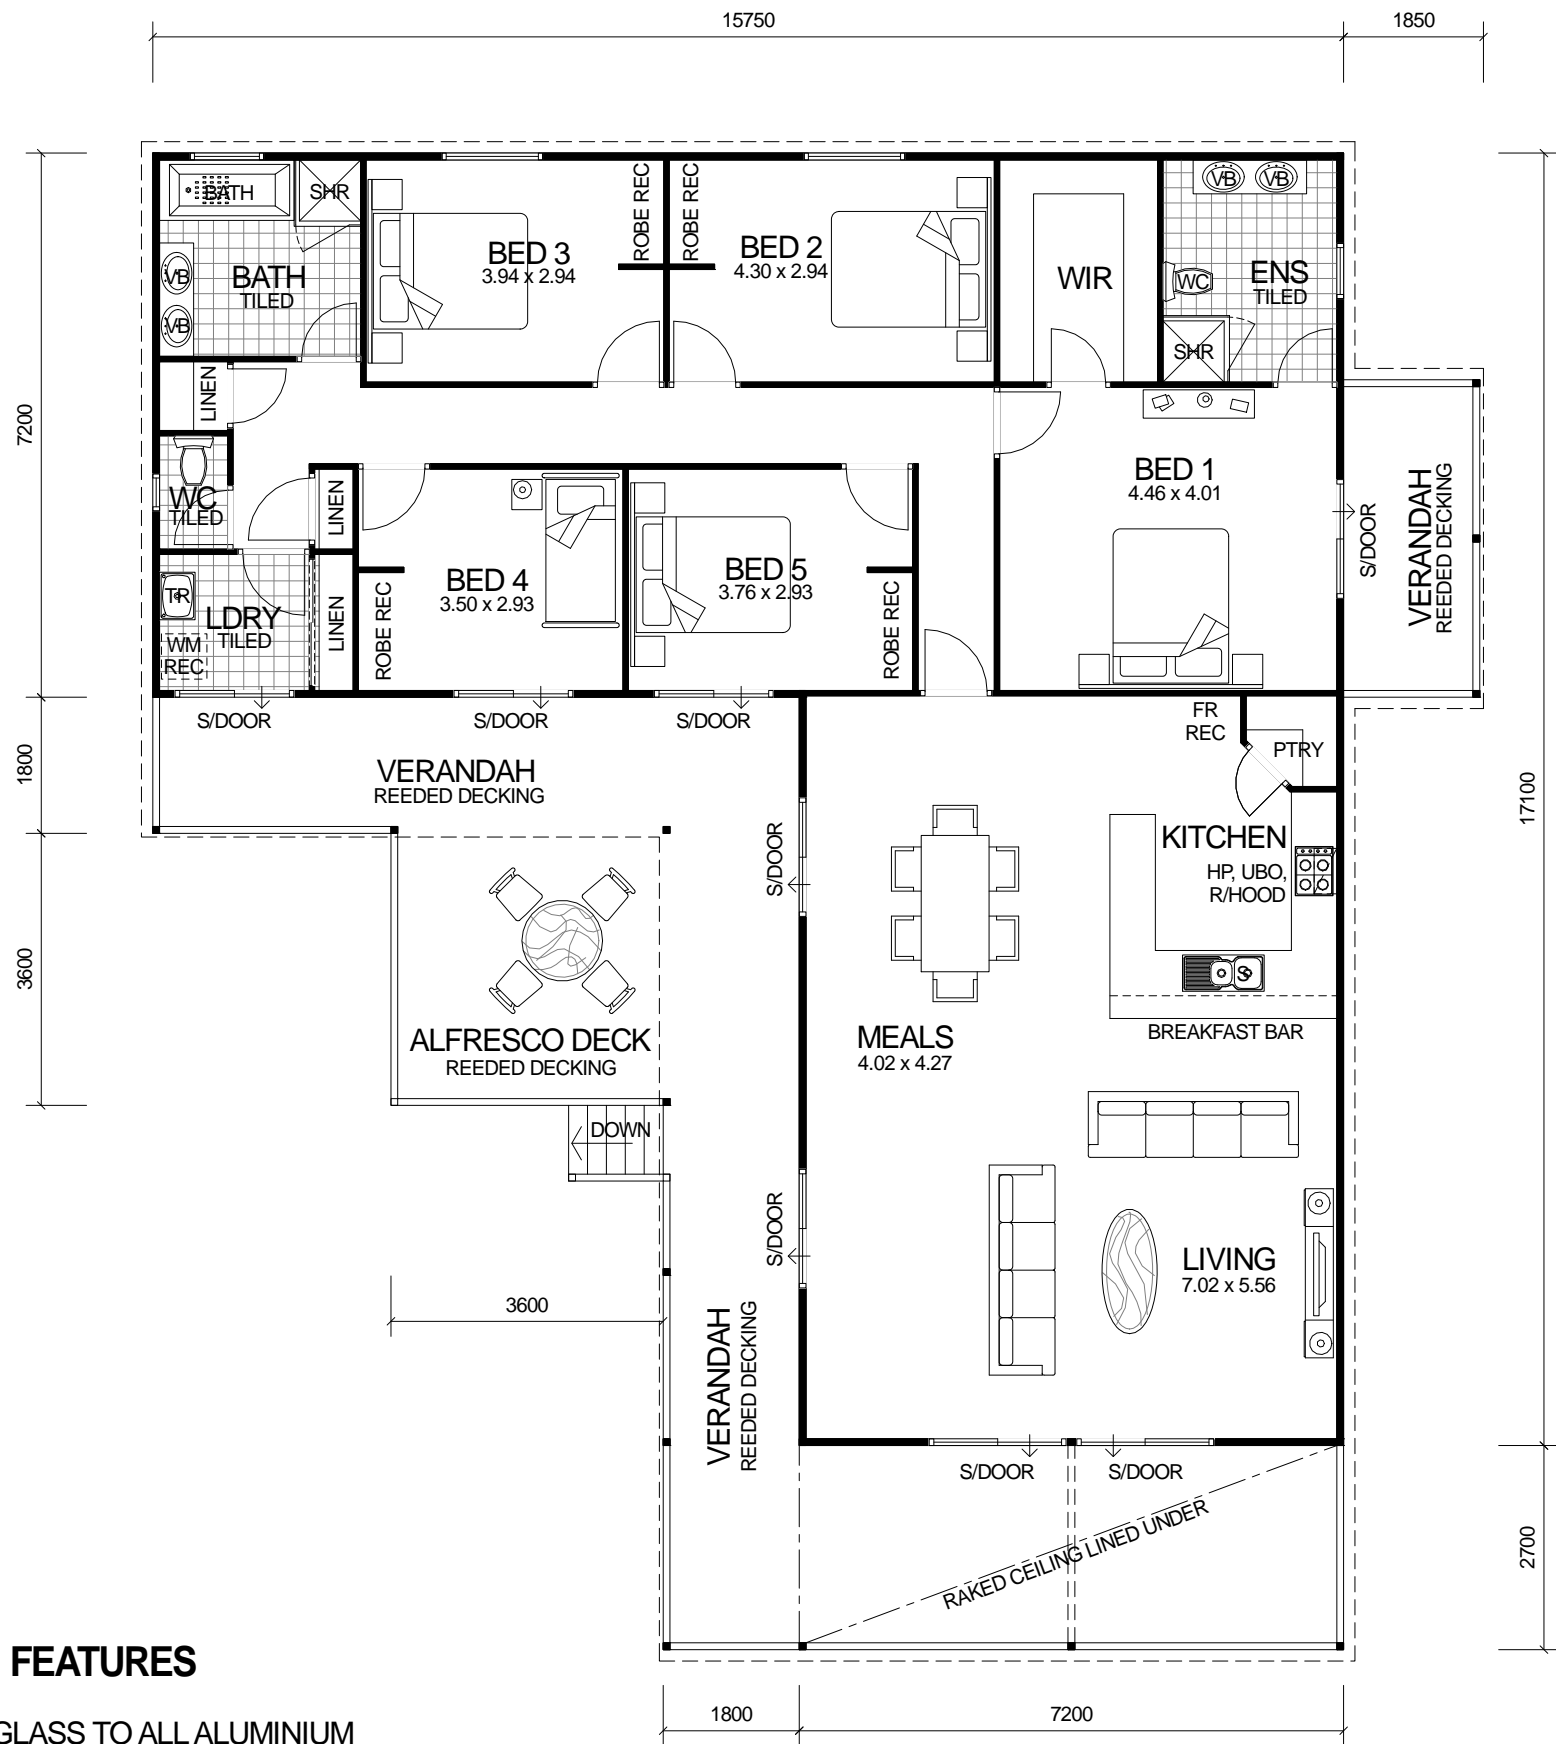 15750
1850
BATH
SHR
ROBE REC
ROBE REC
VB
VB
BED 3
3.94 x 2.94
BED 2
4.30 x 2.94
WIR
WC
ENS
TILED
VB
BATH
TILED
VB
SHR
LINEN
7200
WC
TILED
LINEN
BED 1
4.46 x 4.01
S/DOOR
VERANDAH
REEDED DECKING
TR
LDRY
TILED
WM
REC
LINEN
ROBE REC
BED 4
3.50 x 2.93
BED 5
3.76 x 2.93
ROBE REC
S/DOOR
S/DOOR
S/DOOR
FR
REC
PTRY
1800
VERANDAH
REEDED DECKING
17100
S/DOOR
KITCHEN
HP, UBO,
R/HOOD
3600
S
ALFRESCO DECK
REEDED DECKING
MEALS
4.02 x 4.27
BREAKFAST BAR
DOWN
S/DOOR
LIVING
7.02 x 5.56
3600
VERANDAH
REEDED DECKING
S/DOOR
S/DOOR
RAKED CEILING LINED UNDER
2700
FEATURES
1800
7200
GLASS TO ALL ALUMINIUM